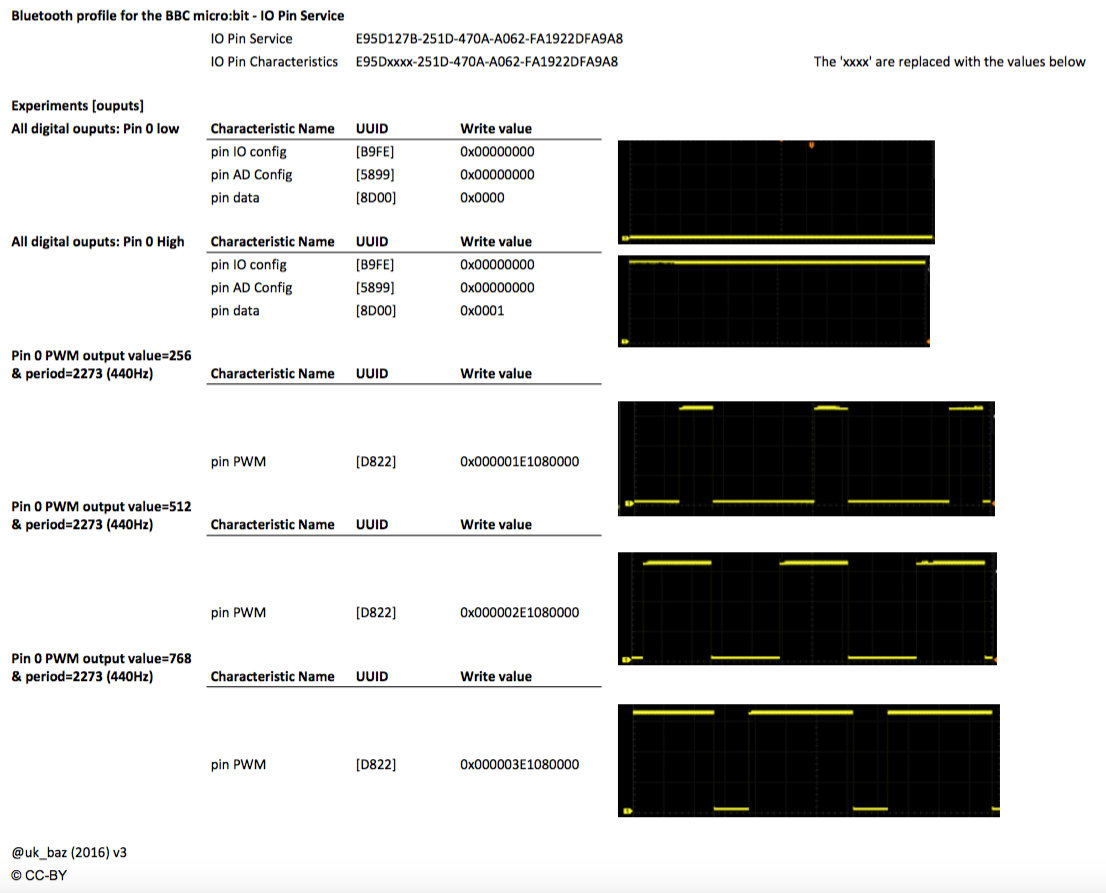 Bluetooth profile for the BBC micro:bit - IO Pin Service
IO Pin Service E95D127B-251D-470A-A062-FA1922DFA9A8
IO Pin Characteristics E95Dxxxx-251D-470A-A062-FA1922DFA9A8 The 'xxxx' are replaced with the values below
Experiments [ouputs]
All digital ouputs: Pin 0 low Characteristic Name UUID Write value
pin IO config [B9FE] 0x00000000
pin AD Config [5899] 0x00000000
pin data [8D00] 0x0000
All digital ouputs: Pin 0 High Characteristic Name UUID Write value
pin IO config [B9FE] 0x00000000
pin AD Config [5899] 0x00000000
pin data [8D00] 0x0001
Pin 0 PWM output value=256
& period=2273 (440Hz) Characteristic Name UUID Write value
pin PWM [D822] 0x000001E1080000
Pin 0 PWM output value=512
& period=2273 (440Hz) Characteristic Name UUID Write value
pin PWM [D822] 0x000002E1080000
Pin 0 PWM output value=768
& period=2273 (440Hz) Characteristic Name UUID Write value
pin PWM [D822] 0x000003E1080000
@uk_baz (2016) v3
© CC-BY